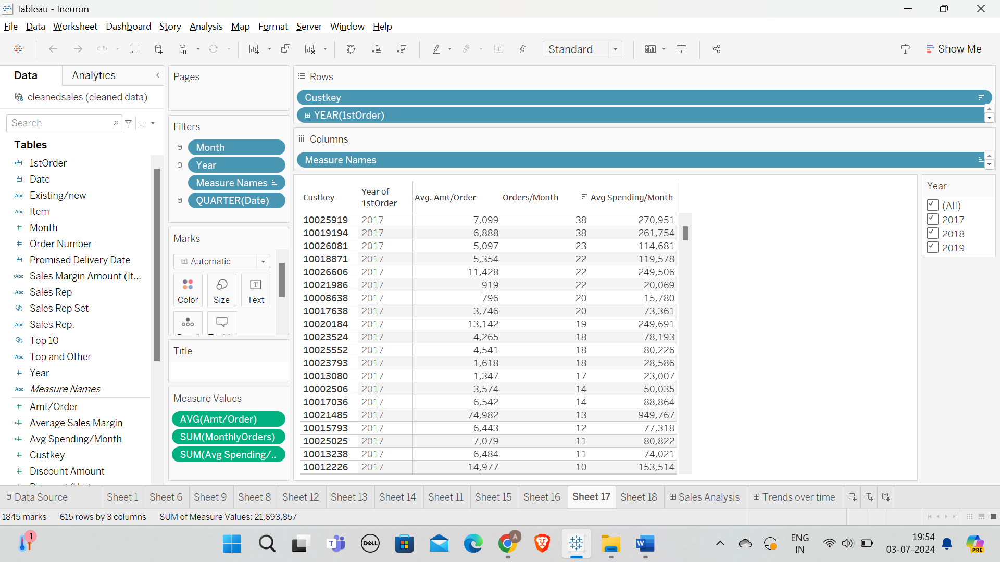 Tableau - Ineuron
File Data Worksheet Dashboard Story Analysis Map Format Server Window Help
Standard
Show Me
Data Analytics
cleanedsales (cleaned data)
Search
Tables
1stOrder
Date
Abc Existing/new
Abc Item
Month
Order Number
Promised Delivery Date
Abc Sales Margin Amount (It...
Abc Sales Rep
Sales Rep Set
Abc Sales Rep.
Top 10
Abc Top and Other
Year
Abc Measure Names
Amt/Order
Average Sales Margin
Avg Spending/Month
Custkey
Discount Amount
Pages
Filters
Month
Year
Measure Names
QUARTER(Date)
Marks
Automatic
Color Size Text
Title
Measure Values
AVG(Amt/Order)
SUM(MonthlyOrders)
SUM(Avg Spending/..
Rows
Custkey
YEAR(1stOrder)
Columns
Measure Names
Custkey Year of 1stOrder Avg. Amt/Order Orders/Month Avg Spending/Month
10025919 2017 7,099 38 270,951
10019194 2017 6,888 38 261,754
10026081 2017 5,097 23 114,681
10018871 2017 5,354 22 119,578
10026606 2017 11,428 22 249,506
10021986 2017 919 22 20,069
10008638 2017 796 20 15,780
10017638 2017 3,746 20 73,361
10020184 2017 13,142 19 249,691
10023524 2017 4,265 18 78,193
10025552 2017 4,541 18 80,226
10023793 2017 1,618 18 28,586
10013080 2017 1,347 17 23,007
10002506 2017 3,574 14 50,035
10017036 2017 6,542 14 88,864
10021485 2017 74,982 13 949,767
10015793 2017 6,443 12 77,318
10025025 2017 7,079 11 80,822
10013238 2017 6,484 11 74,021
10012226 2017 14,977 10 153,514
Year
(All)
2017
2018
2019
Data Source Sheet 1 Sheet 6 Sheet 9 Sheet 8 Sheet 12 Sheet 13 Sheet 14 Sheet 11 Sheet 15 Sheet 16 Sheet 17 Sheet 18 Sales Analysis Trends over time
1845 marks 615 rows by 3 columns SUM of Measure Values: 21,693,857
1
DELL
A
W
PRE
ENG
IN
19:54
03-07-2024